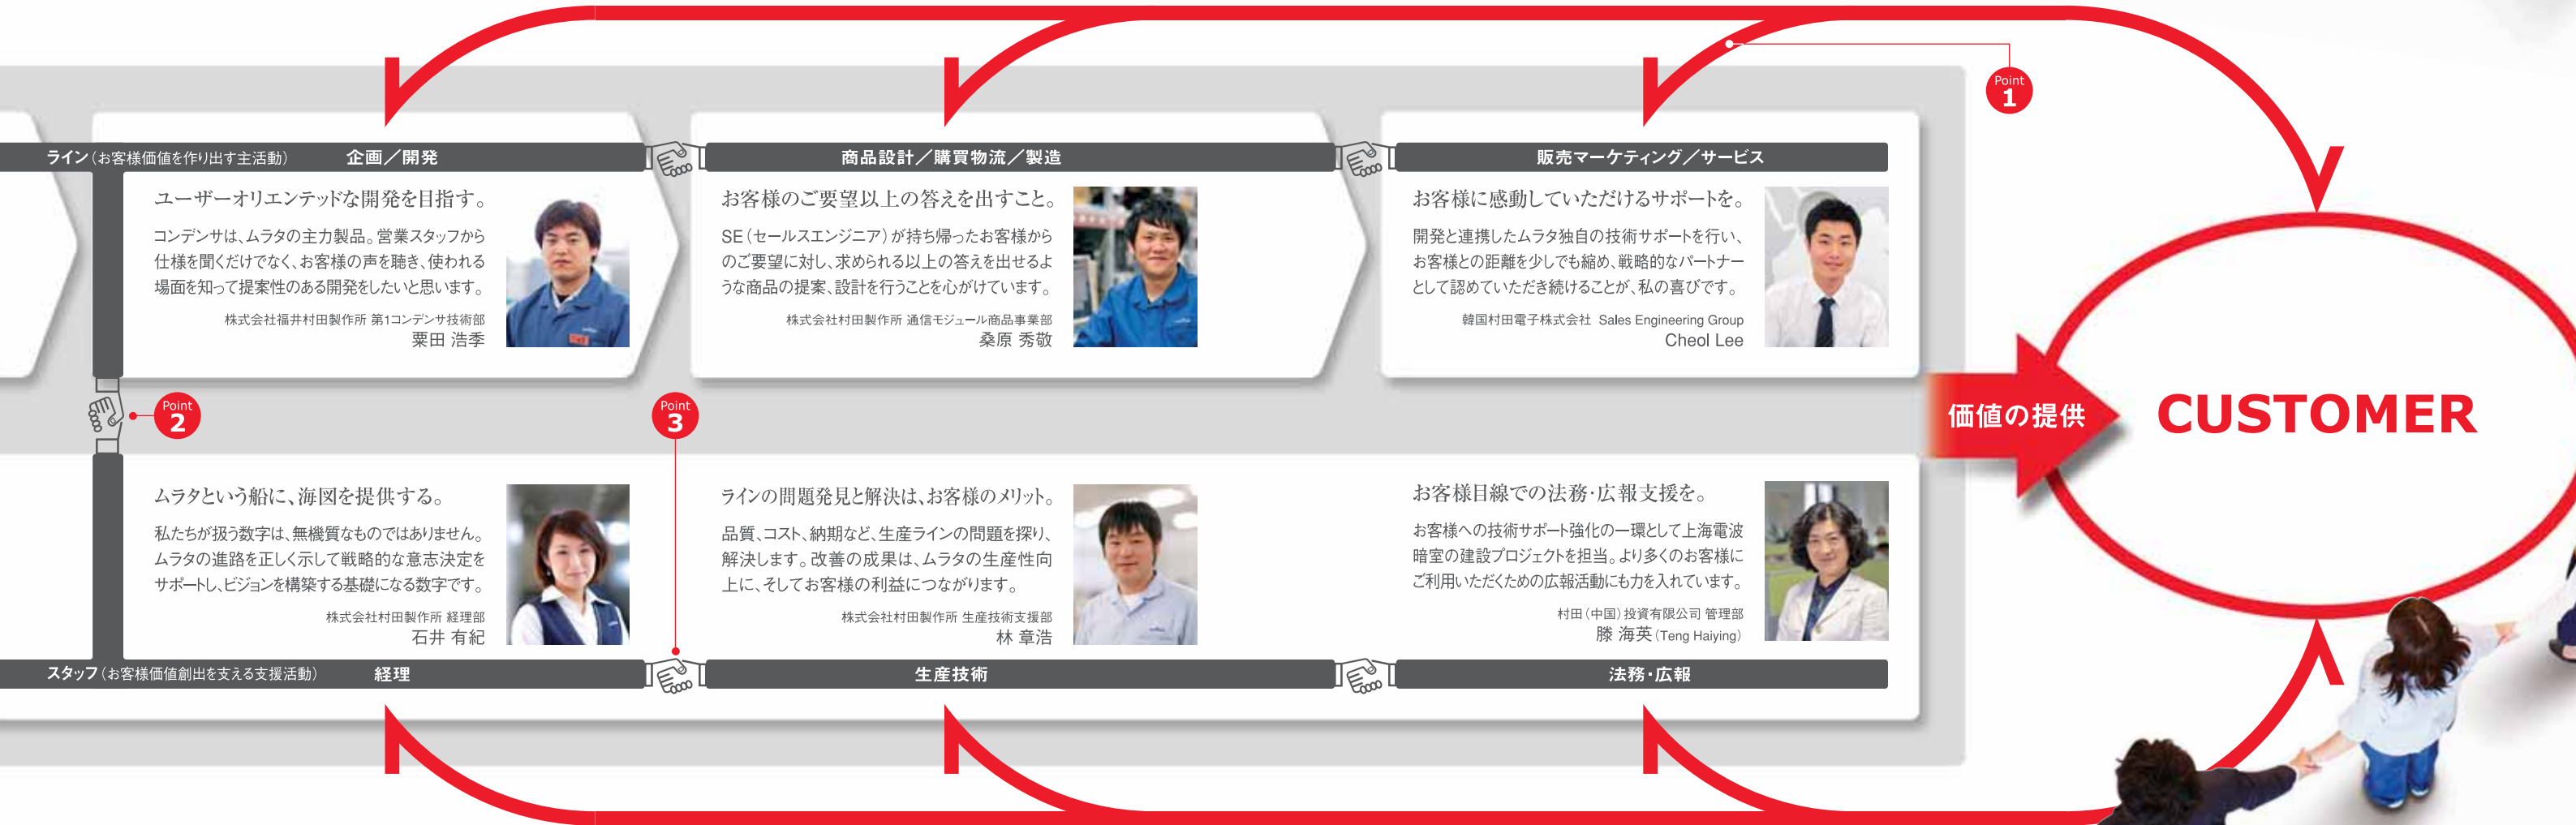 Point
1
ライン（お客様価値を作り出す主活動）
企画／開発
ユーザーオリエンテッドな開発を目指す。
コンデンサは、ムラタの主力製品。営業スタッフから
仕様を聞くだけでなく、お客様の声を聴き、使われる
場面を知って提案性のある開発をしたいと思います。
株式会社福井村田製作所 第1コンデンサ技術部
粟田 浩季
商品設計／購買物流／製造
お客様のご要望以上の答えを出すこと。
SE（セールスエンジニア）が持ち帰ったお客様から
のご要望に対し、求められる以上の答えを出せるよ
うな商品の提案、設計を行うことを心がけています。
株式会社村田製作所 通信モジュール商品事業部
桑原 秀敬
販売マーケティング／サービス
お客様に感動していただけるサポートを。
開発と連携したムラタ独自の技術サポートを行い、
お客様との距離を少しでも縮め、戦略的なパートナー
として認めていただき続けることが、私の喜びです。
韓国村田電子株式会社 Sales Engineering Group
Cheol Lee
Point
2
Point
3
価値の提供
CUSTOMER
ムラタという船に、海図を提供する。
私たちが扱う数字は、無機質なものではありません。
ムラタの進路を正しく示して戦略的な意志決定を
サポートし、ビジョンを構築する基礎になる数字です。
株式会社村田製作所 経理部
石井 有紀
ラインの問題発見と解決は、お客様のメリット。
品質、コスト、納期など、生産ラインの問題を探り、
解決します。改善の成果は、ムラタの生産性向
上に、そしてお客様の利益につながります。
株式会社村田製作所 生産技術支援部
林 章浩
お客様目線での法務・広報支援を。
お客様への技術サポート強化の一環として上海電波
暗室の建設プロジェクトを担当。より多くのお客様に
ご利用いただくための広報活動にも力を入れています。
村田（中国）投資有限公司 管理部
滕 海英（Teng Haiying）
スタッフ（お客様価値創出を支える支援活動）
経理
生産技術
法務・広報